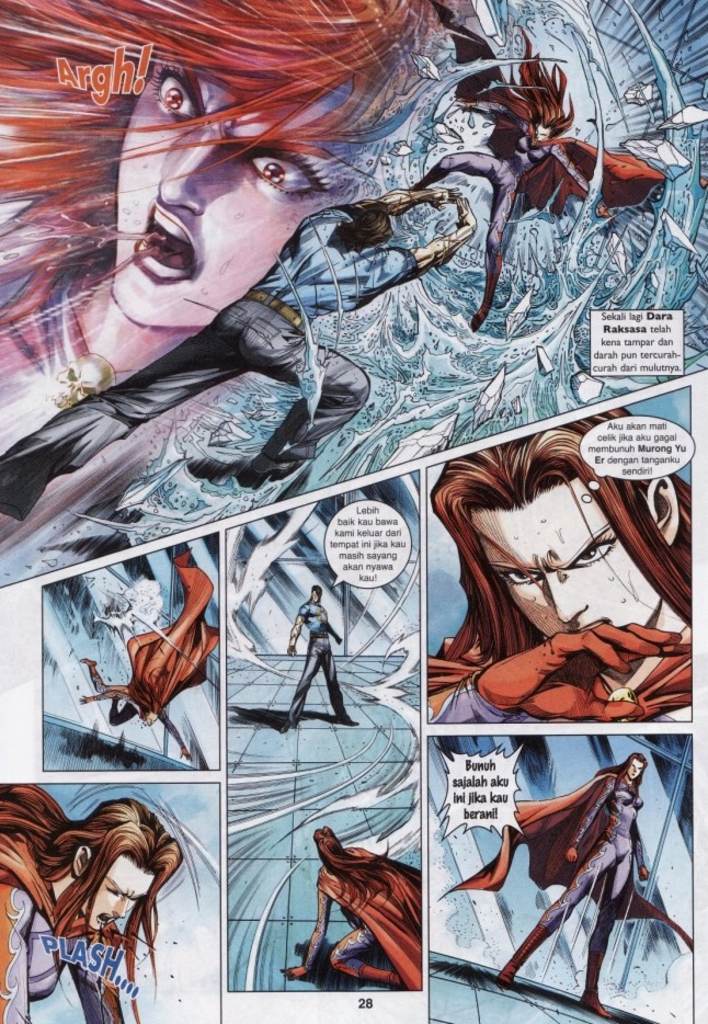 Argh!
Sekali lagi Dara
Raksasa telah
kena tampar dan
darah pun tercurah-
curah dari mulutnya.
Aku akan mati
celik jika aku gagal
membunuh Murong Yu
Er dengan tanganku
sendiri!
Lebih
baik kau bawa
kami keluar dari
tempat ini jika kau
masih sayang
akan nyawa
kau!
PLASH....
Bunuh
sajalah aku
ini jika kau
berani!
28